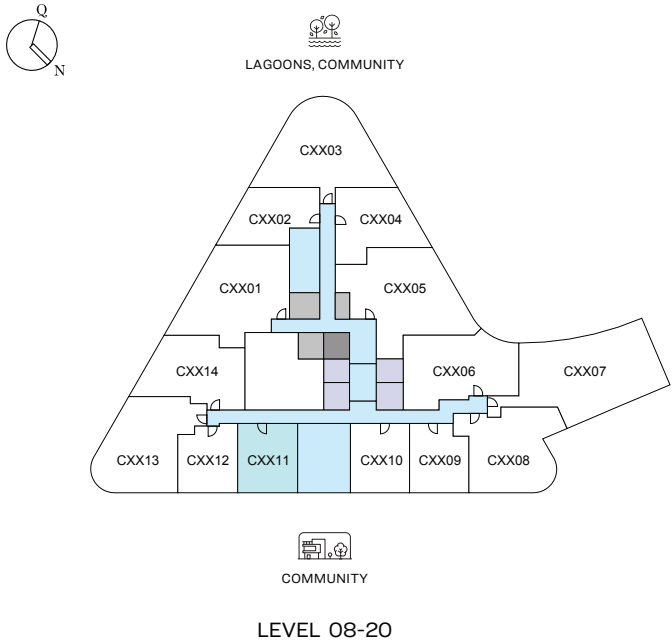 Q
N
LAGOONS, COMMUNITY
CXX03
CXX02
CXX04
CXX01
CXX05
CXX14
CXX06
CXX07
CXX13
CXX12
CXX11
CXX10
CXX09
CXX08
COMMUNITY
LEVEL 08-20